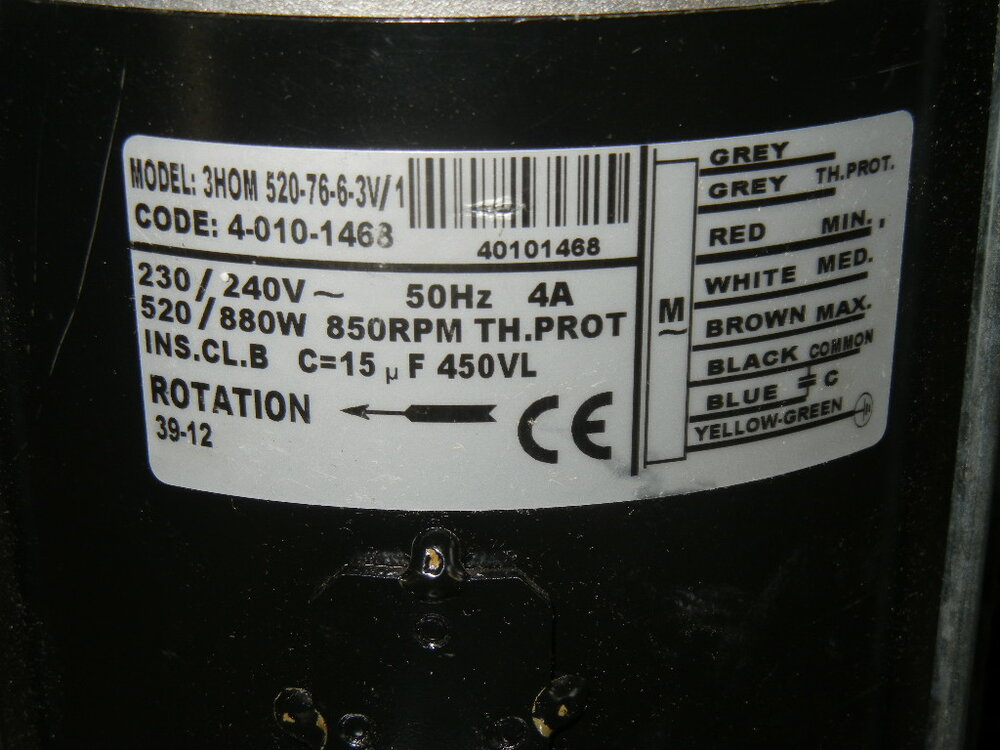 MODEL: 3HOM 520-76-6-3V/1
CODE: 4-010-1468
40101468
230/240V ~ 50Hz 4A
520/880W 850RPM TH.PROT
INS.CL.B C=15 µF 450VL
ROTATION
39-12
CE
M
~
GREY
GREY TH.PROT.
RED MIN.
WHITE MED.
BROWN MAX.
BLACK COMMON
BLUE C
YELLOW-GREEN